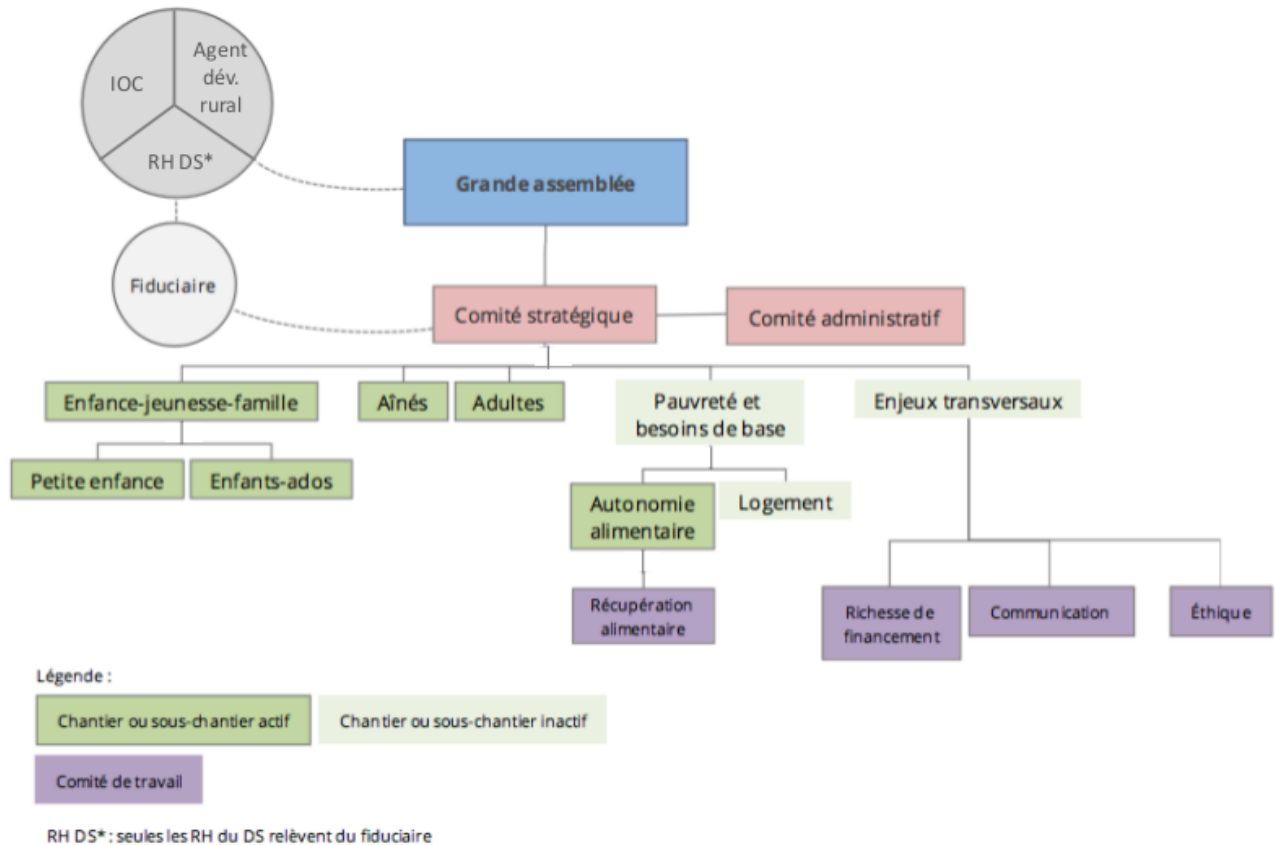 IOC
Agent
dév.
rural
RH DS*
Grande assemblée
Fiduciaire
Comité stratégique
Comité administratif
Enfance-jeunesse-famille
Aînés
Adultes
Pauvreté et
besoins de base
Enjeux transversaux
Petite enfance
Enfants-ados
Autonomie
alimentaire
Logement
Récupération
alimentaire
Richesse de
financement
Communication
Éthique
Légende :
Chantier ou sous-chantier actif
Chantier ou sous-chantier inactif
Comité de travail
RH DS* : seules les RH du DS relèvent du fiduciaire